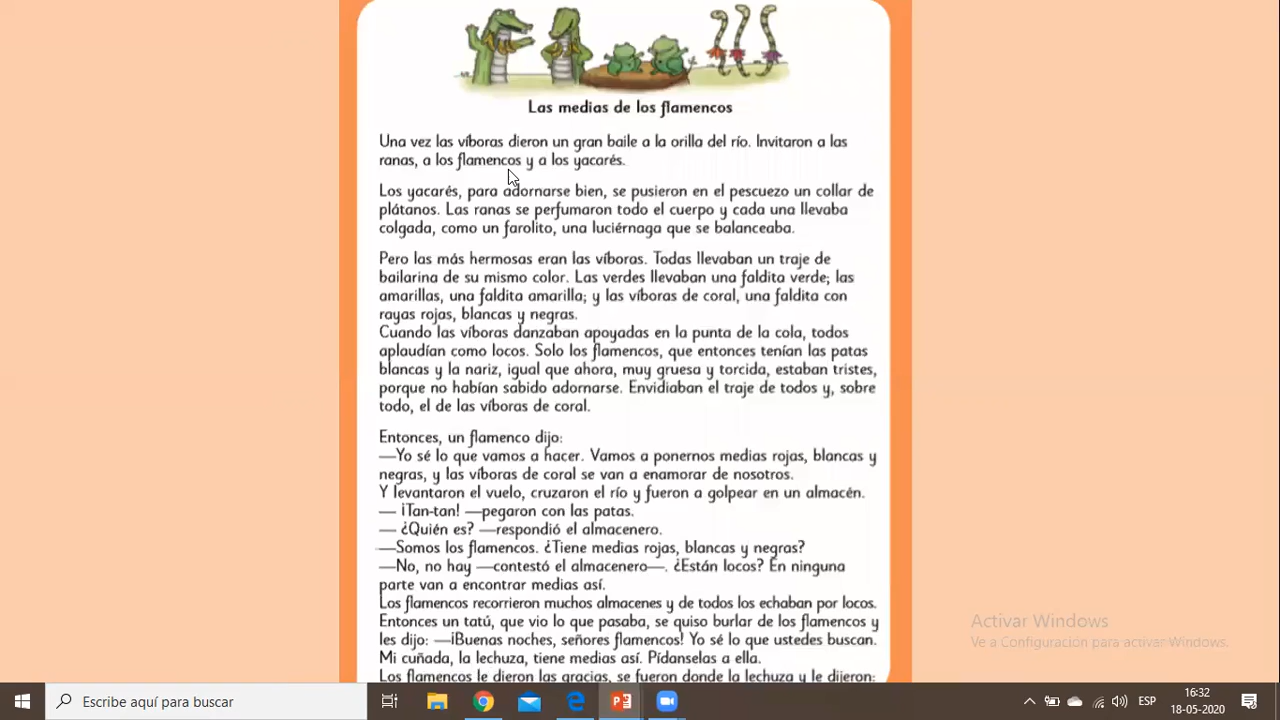 Las medias de los flamencos
Una vez las víboras dieron un gran baile a la orilla del río. Invitaron a las
ranas, a los flamencos y a los yacarés.
Los yacarés, para adornarse bien, se pusieron en el pescuezo un collar de
plátanos. Las ranas se perfumaron todo el cuerpo y cada una llevaba
colgada, como un farolito, una luciérnaga que se balanceaba.
Pero las más hermosas eran las víboras. Todas llevaban un traje de
bailarina de su mismo color. Las verdes llevaban una faldita verde; las
amarillas, una faldita amarilla; y las víboras de coral, una faldita con
rayas rojas, blancas y negras.
Cuando las víboras danzaban apoyadas en la punta de la cola, todos
aplaudían como locos. Solo los flamencos, que entonces tenían las patas
blancas y la nariz, igual que ahora, muy gruesa y torcida, estaban tristes,
porque no habían sabido adornarse. Envidiaban el traje de todos y, sobre
todo, el de las víboras de coral.
Entonces, un flamenco dijo:
—Yo sé lo que vamos a hacer. Vamos a ponernos medias rojas, blancas y
negras, y las víboras de coral se van a enamorar de nosotros.
Y levantaron el vuelo, cruzaron el río y fueron a golpear en un almacén.
— ¡Tan-tan! —pegaron con las patas.
— ¿Quién es? —respondió el almacenero.
—Somos los flamencos. ¿Tiene medias rojas, blancas y negras?
—No, no hay —contestó el almacenero—. ¿Están locos? En ninguna
parte van a encontrar medias así.
Los flamencos recorrieron muchos almacenes y de todos los echaban por locos.
Entonces un tatú, que vio lo que pasaba, se quiso burlar de los flamencos y
les dijo: —¡Buenas noches, señores flamencos! Yo sé lo que ustedes buscan.
Mi cuñada, la lechuza, tiene medias así. Pídanselas a ella.
Los flamencos le dieron las gracias, se fueron donde la lechuza y le dijeron:
Activar Windows
Ve a Configuración para activar Windows.
Escribe aquí para buscar
ESP
16:32
18-05-2020